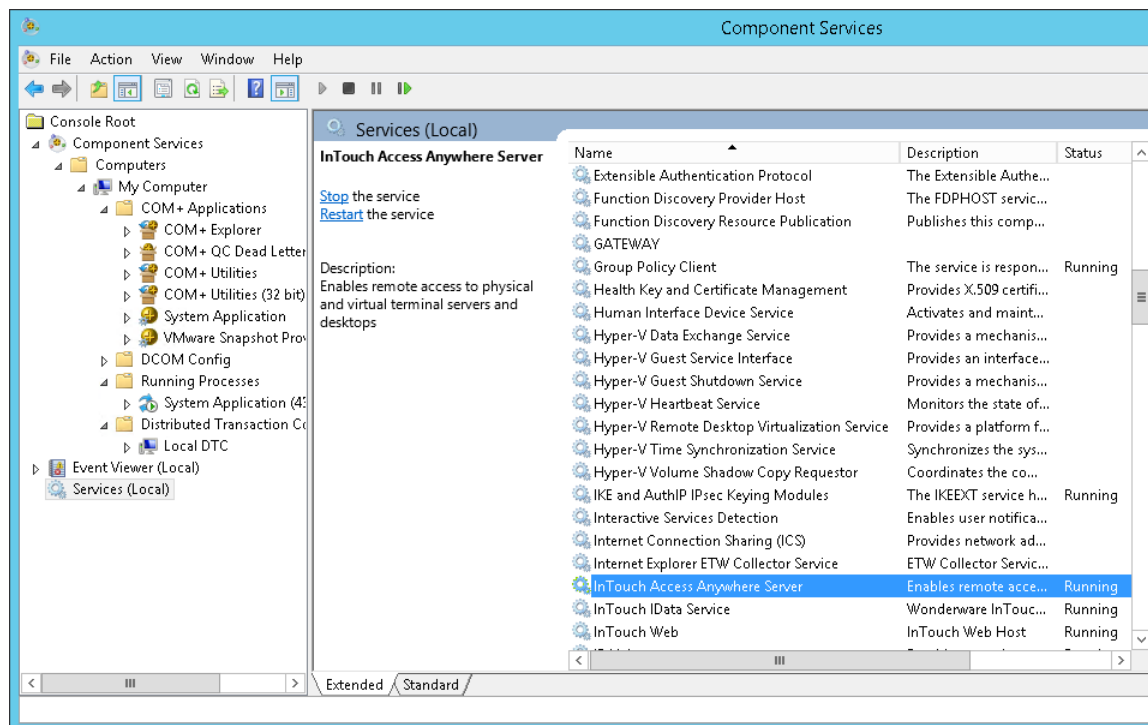 Component Services
File Action View Window Help
Console Root
Component Services
Computers
My Computer
COM+ Applications
COM+ Explorer
COM+ QC Dead Letter
COM+ Utilities
COM+ Utilities (32 bit)
System Application
VMware Snapshot Prov
DCOM Config
Running Processes
System Application (43
Distributed Transaction Co
Local DTC
Event Viewer (Local)
Services (Local)
Services (Local)
InTouch Access Anywhere Server
Stop the service
Restart the service
Description:
Enables remote access to physical
and virtual terminal servers and
desktops
Name Description Status
Extensible Authentication Protocol The Extensible Authe...
Function Discovery Provider Host The FDPHOST servic...
Function Discovery Resource Publication Publishes this comp...
GATEWAY
Group Policy Client The service is respon... Running
Health Key and Certificate Management Provides X.509 certifi...
Human Interface Device Service Activates and maint...
Hyper-V Data Exchange Service Provides a mechanis...
Hyper-V Guest Service Interface Provides an interface...
Hyper-V Guest Shutdown Service Provides a mechanis...
Hyper-V Heartbeat Service Monitors the state of...
Hyper-V Remote Desktop Virtualization Service Provides a platform f...
Hyper-V Time Synchronization Service Synchronizes the sys...
Hyper-V Volume Shadow Copy Requestor Coordinates the co...
IKE and AuthIP IPsec Keying Modules The IKEEXT service h... Running
Interactive Services Detection Enables user notifica...
Internet Connection Sharing (ICS) Provides network ad...
Internet Explorer ETW Collector Service ETW Collector Servic...
InTouch Access Anywhere Server Enables remote acce... Running
InTouch IData Service Wonderware InTouc... Running
InTouch Web InTouch Web Host Running
Extended Standard